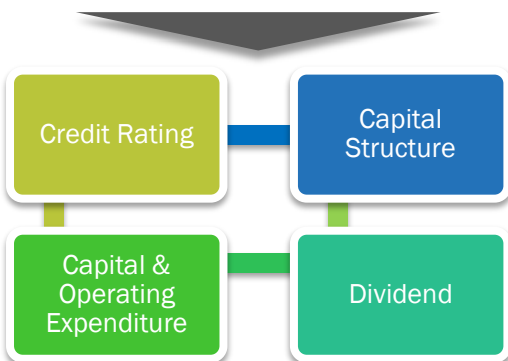 Credit Rating
Capital
Structure
Capital &
Operating
Expenditure
Dividend